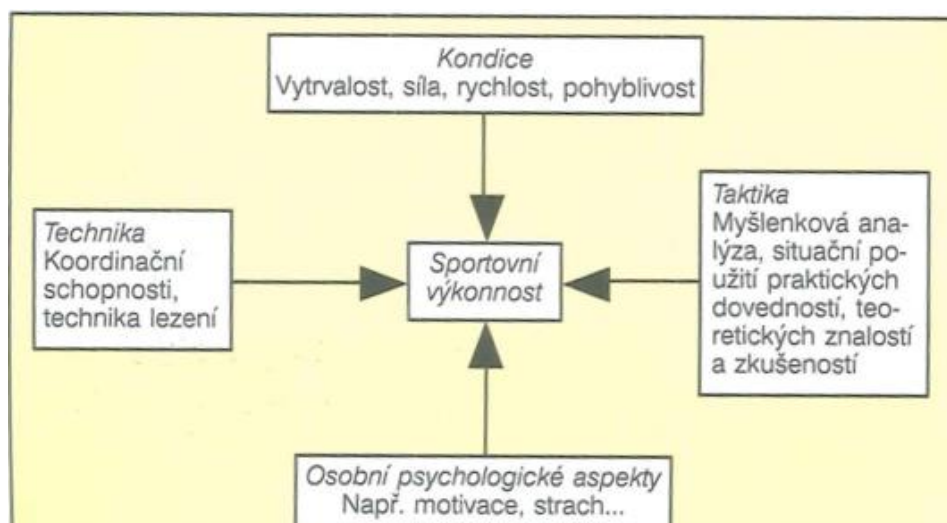 Kondice
Vytrvalost, síla, rychlost, pohyblivost
Technika
Koordinační
schopnosti,
technika lezení
Sportovní
výkonnost
Taktika
Myšlenková ana-
lýza, situační po-
užití praktických
dovedností, teo-
retických znalostí
a zkušeností
Osobní psychologické aspekty
Např. motivace, strach...